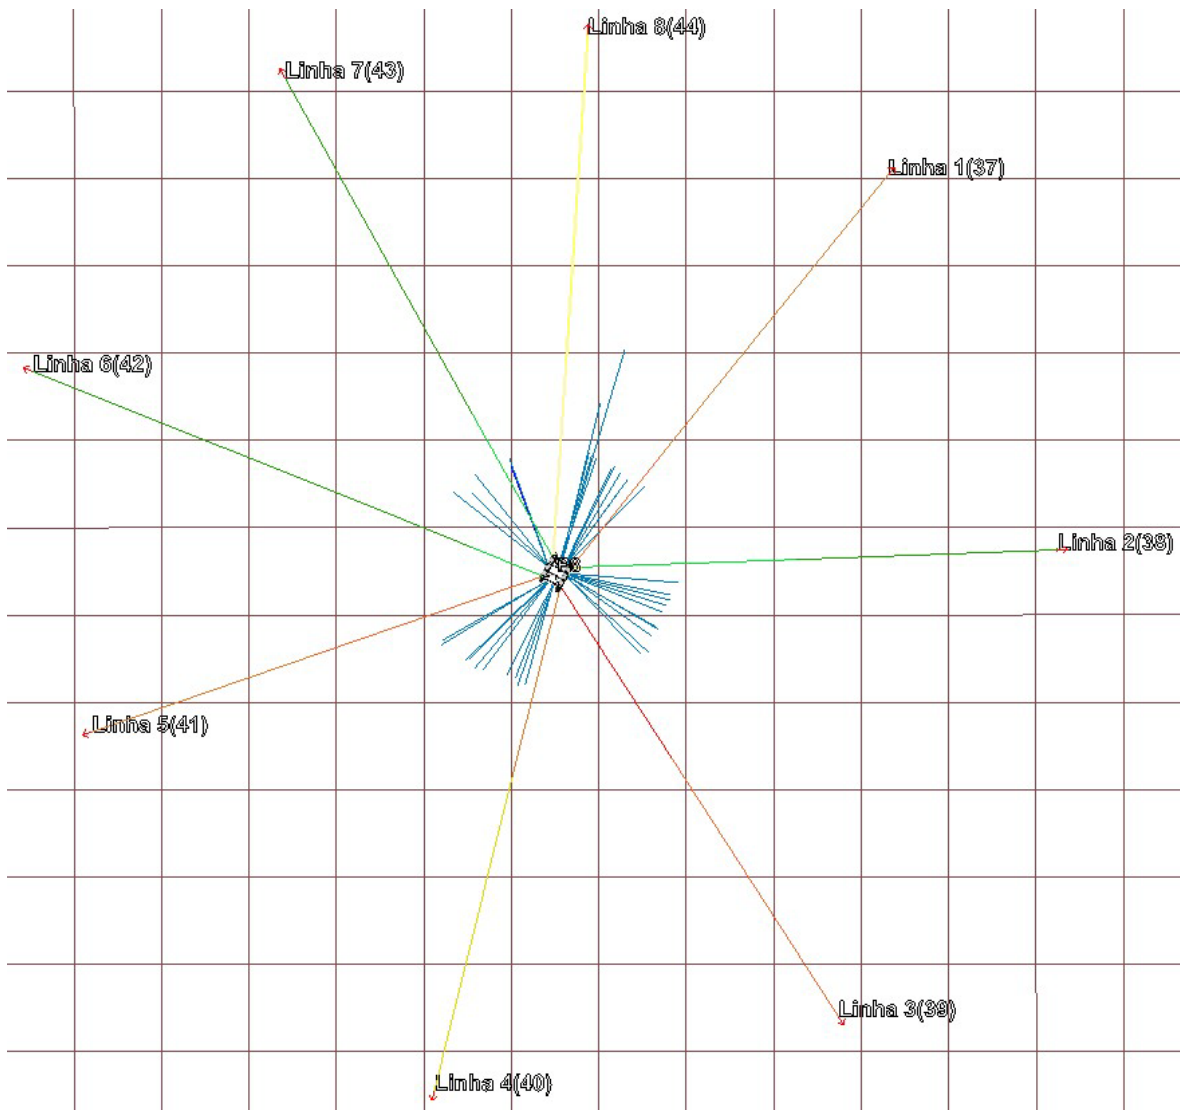 Linha 8(44)
Linha 7(43)
Linha 1(37)
Linha 6(42)
Linha 2(38)
Linha 5(41)
Linha 3(39)
Linha 4(40)